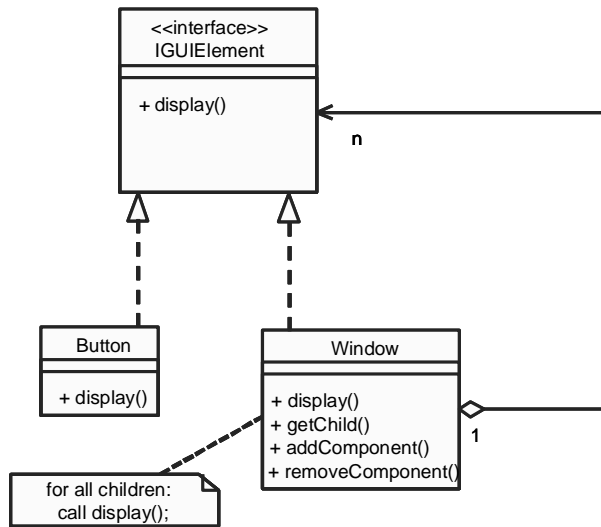 <<interface>>
IGUIElement
+ display()
n
Button
+ display()
Window
+ display()
+ getChild()
+ addComponent()
+ removeComponent()
1
for all children:
call display();